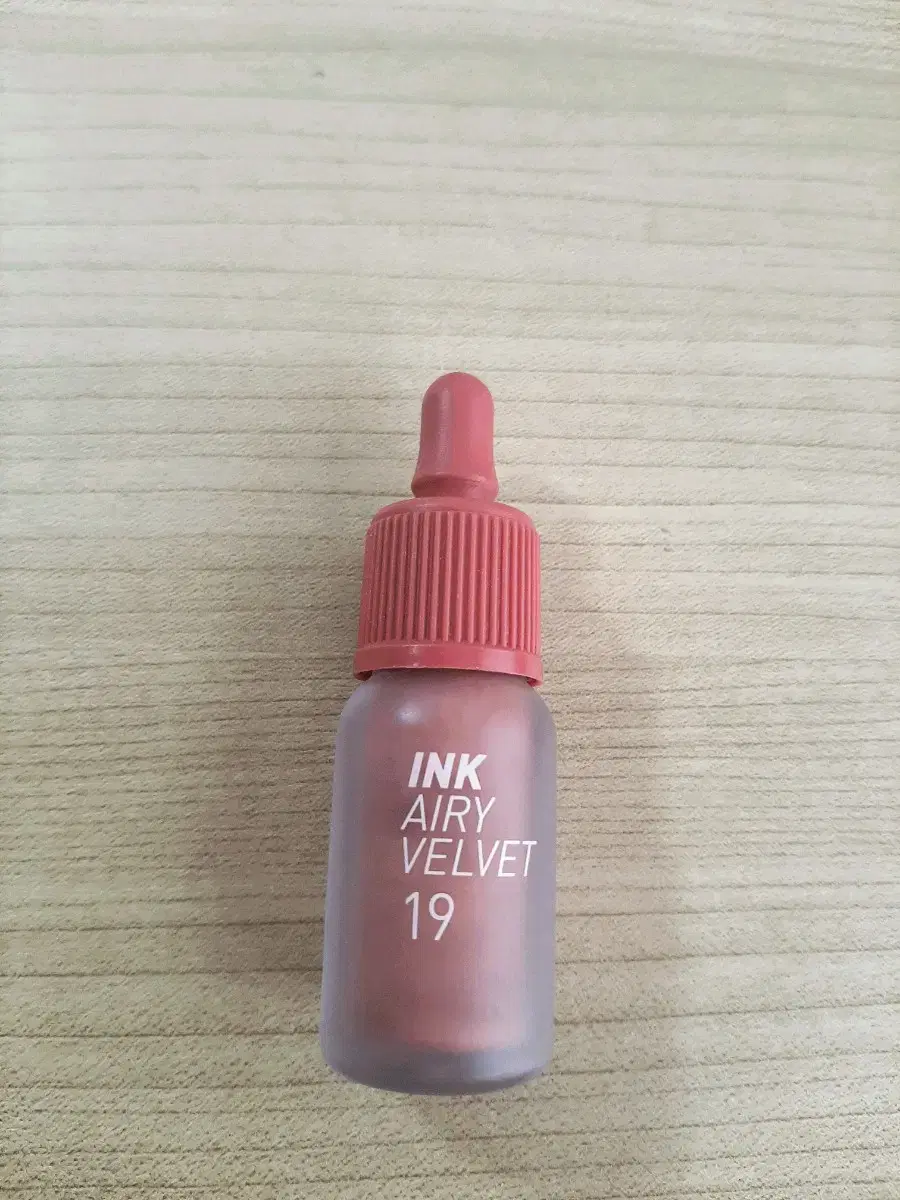 INK
AIRY
VELVET
19